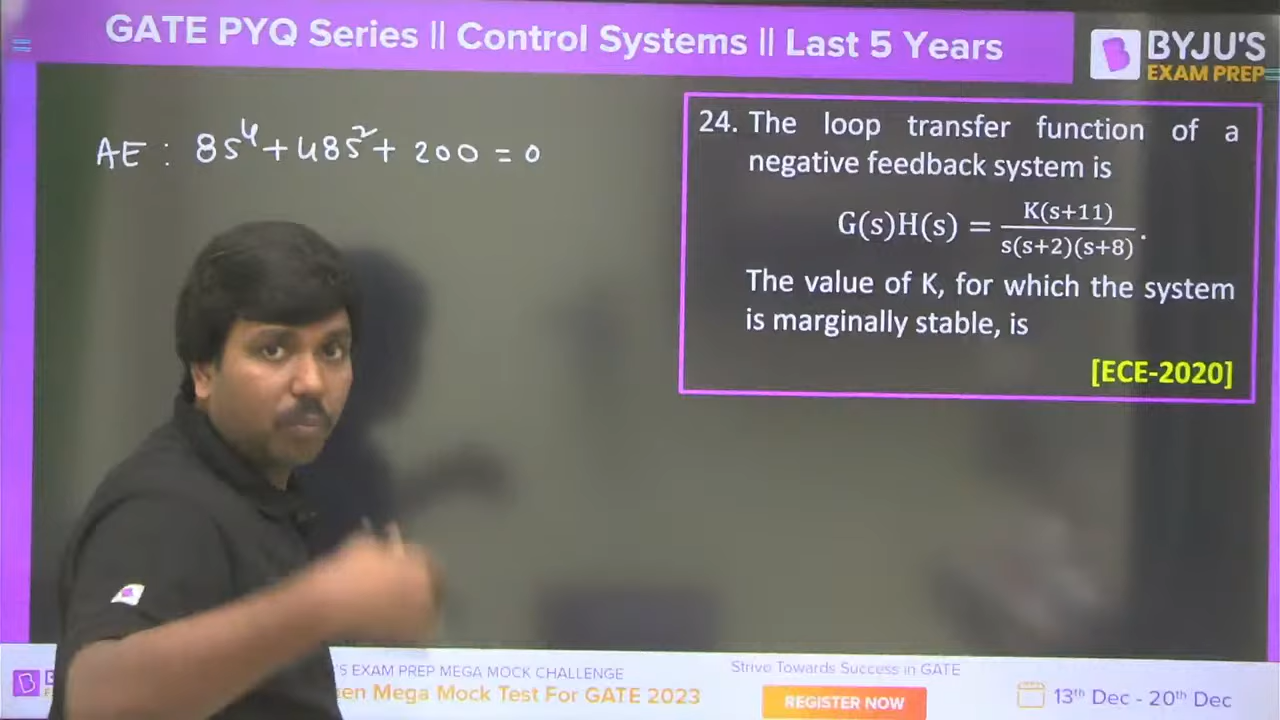 GATE PYQ Series || Control Systems || Last 5 Years
BYJU'S
EXAM PREP
AE : 8s⁴+48s²+ 200 = 0
24. The loop transfer function of a
negative feedback system is
G(s)H(s) = K(s+11)/s(s+2)(s+8).
The value of K, for which the system
is marginally stable, is
[ECE-2020]
'S EXAM PREP MEGA MOCK CHALLENGE
Mega Mock Test For GATE 2023
Strive Towards Success in GATE
REGISTER NOW
13th Dec - 20th Dec